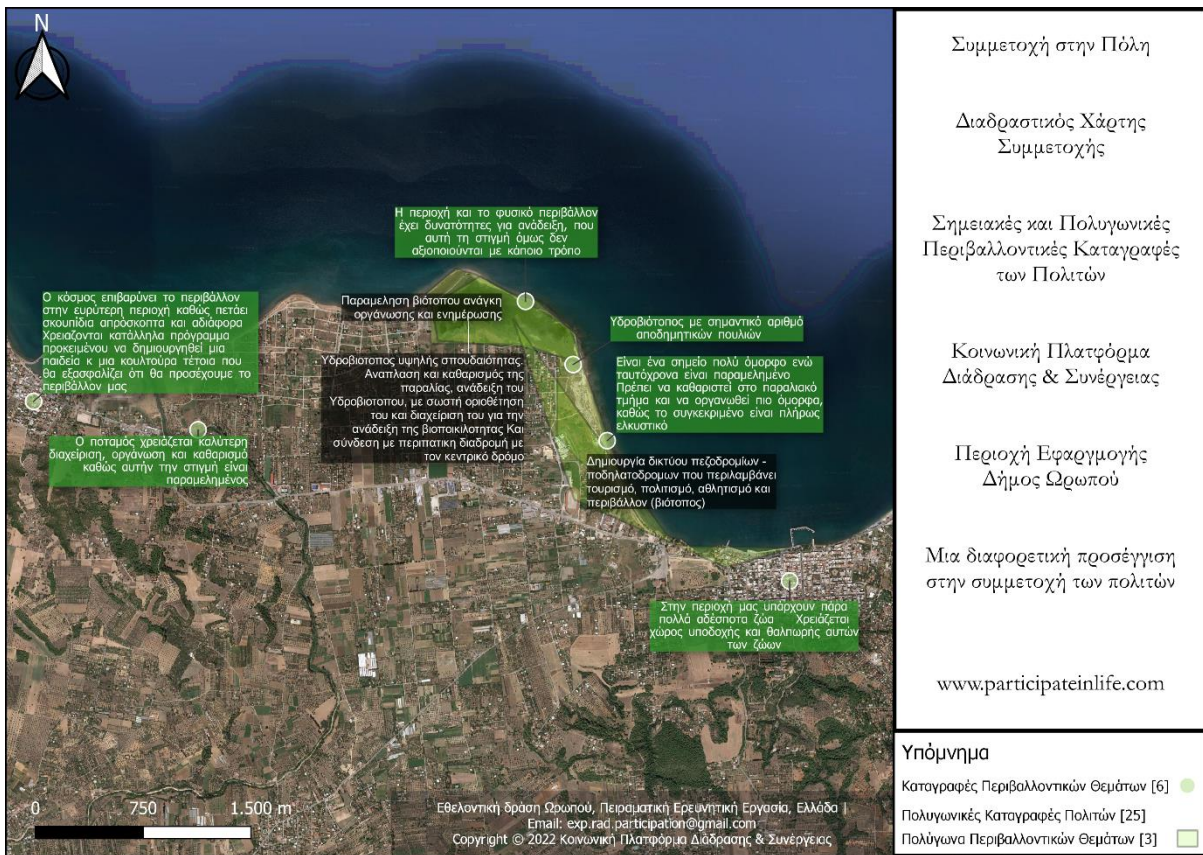 N
Η περιοχή και το φυσικό περιβάλλον
έχει δυνατότητες για ανάδειξη, που
αυτή τη στιγμή όμως δεν
αξιοποιούνται με κάποιο τρόπο
Ο κόσμος επιβαρύνει το περιβάλλον
στην ευρύτερη περιοχή καθώς πετάει
σκουπίδια απρόσκοπτα και αδιάφορα
Χρειαζονται κατάλληλα πρόγραμμα
προκειμένου να δημιουργηθεί μια
παιδεία κ μια κουλτούρα τέτοια που
θα εξασφαλίζει ότι θα προσέχουμε το
περιβάλλον μας
Παραμεληση βιότοπου ανάγκη
οργάνωσης και ενημέρωσης
Υδροβιότοπος με σημαντικό αριθμό
αποδημητικών πουλιών
Υδροβιτοπος υψηλής σπουδαιότητας.
Αναπλαση και καθαρισμός της
παραλίας, ανάδειξη του
Υδροβιοτοπου, με σωστή οριοθέτηση
του και διαχείριση του για την
ανάδειξη της βιοποικιλοτητας Και
σύνδεση με περιπατικη διαδρομή με
τον κεντρικό δρόμο
Είναι ένα σημείο πολύ όμορφο ενώ
ταυτόχρονα είναι παραμελημένο
Πρέπει να καθαριστεί στο παραλιακό
τμήμα και να οργανωθεί πιο όμορφα,
καθώς το συγκεκριμένο είναι πλήρως
ελκυστικό
Ο ποταμός χρειάζεται καλύτερη
διαχείριση, οργάνωση και καθαρισμό
καθώς αυτήν την στιγμή είναι
παραμελημένος
Δημιουργία δικτύου πεζοδρομίων -
ποδηλατοδρομων που περιλαμβάνει
τουρισμό, πολιτισμό, αθλητισμό και
περιβάλλον (βιότοπος)
Στην περιοχή μας υπάρχουν πάρα
πολλά αδέσποτα ζώα Χρειάζεται
χώρος υποδοχής και θαλπωρής αυτών
των ζώων
0 750 1.500 m
Εθελοντική δράση Ωρωπού, Πειραματική Ερευνητική Εργασία, Ελλάδα |
Email: exp.rad.participation@gmail.com
Copyright © 2022 Κοινωνική Πλατφόρμα Διάδρασης & Συνέργειας
Συμμετοχή στην Πόλη
Διαδραστικός Χάρτης
Συμμετοχής
Σημειακές και Πολυγωνικές
Περιβαλλοντικές Καταγραφές
των Πολιτών
Κοινωνική Πλατφόρμα
Διάδρασης & Συνέργειας
Περιοχή Εφαργμογής
Δήμος Ωρωπού
Μια διαφορετική προσέγγιση
στην συμμετοχή των πολιτών
www.participateinlife.com
Υπόμνημα
Καταγραφές Περιβαλλοντικών Θεμάτων [6]
Πολυγωνικές Καταγραφές Πολιτών [25]
Πολύγωνα Περιβαλλοντικών Θεμάτων [3]